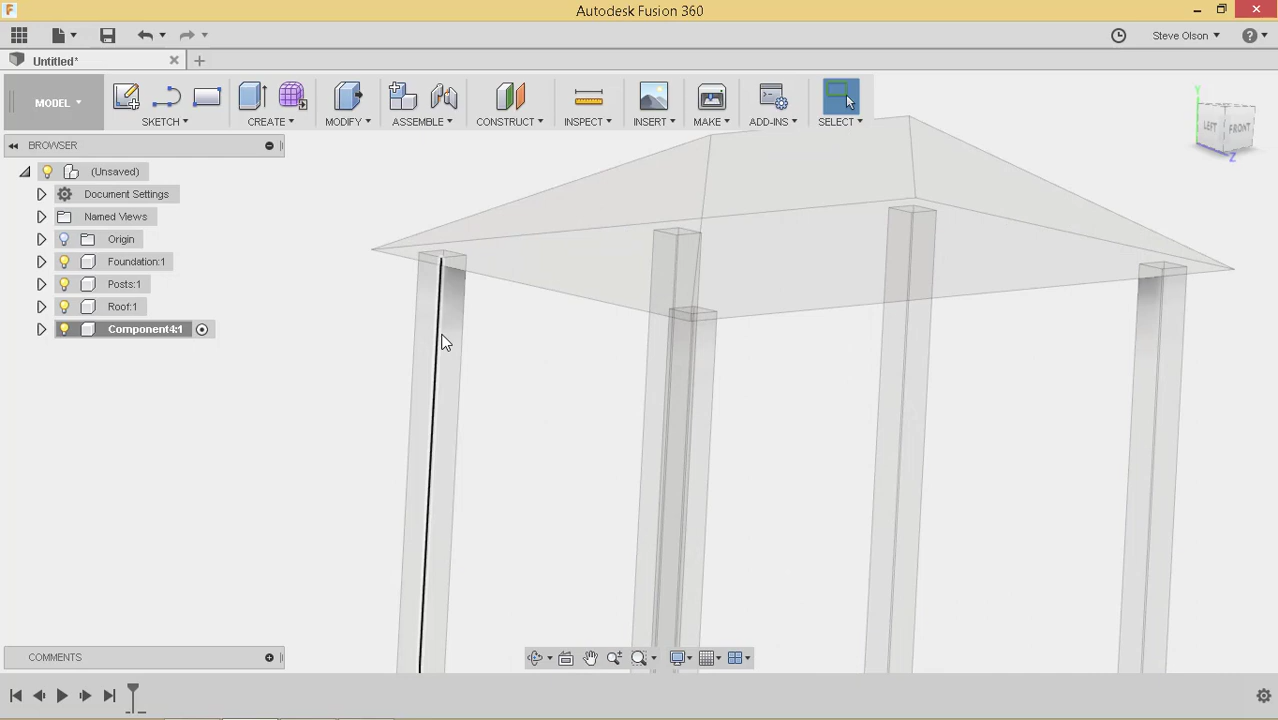 Autodesk Fusion 360
Steve Olson
Untitled*
MODEL
SKETCH
CREATE
MODIFY
ASSEMBLE
CONSTRUCT
INSPECT
INSERT
MAKE
ADD-INS
SELECT
Y
LEFT
FRONT
Z
BROWSER
(Unsaved)
Document Settings
Named Views
Origin
Foundation:1
Posts:1
Roof:1
Component4:1
COMMENTS